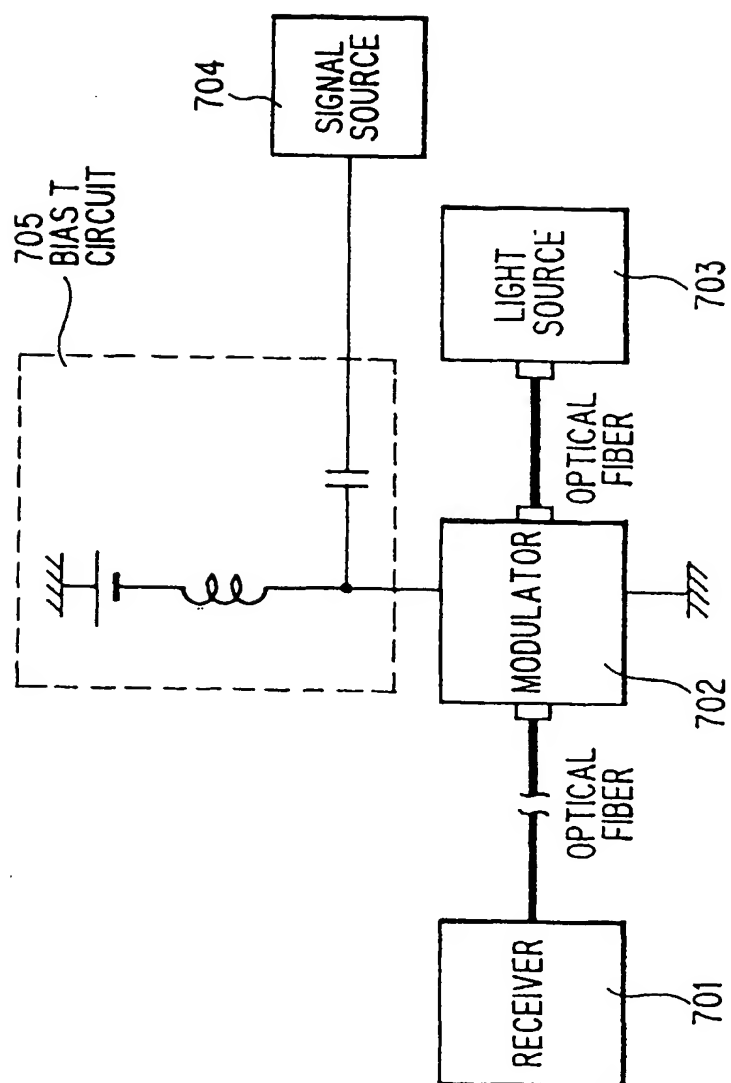 704
SIGNAL
SOURCE
705
BIAS T
CIRCUIT
LIGHT
SOURCE
703
OPTICAL
FIBER
MODULATOR
702
OPTICAL
FIBER
RECEIVER
701